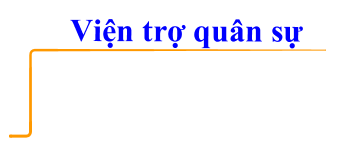 Viện trợ quân sự